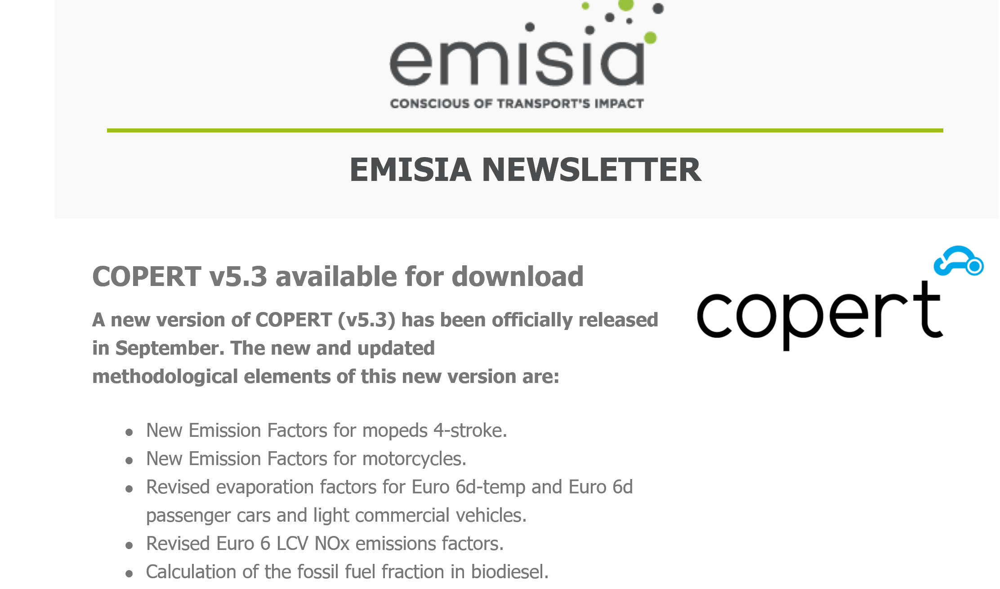 emisia
CONSCIOUS OF TRANSPORT'S IMPACT
EMISIA NEWSLETTER
COPERT v5.3 available for download
copert
A new version of COPERT (v5.3) has been officially released
in September. The new and updated
methodological elements of this new version are:
● New Emission Factors for mopeds 4-stroke.
● New Emission Factors for motorcycles.
● Revised evaporation factors for Euro 6d-temp and Euro 6d
passenger cars and light commercial vehicles.
● Revised Euro 6 LCV NOx emissions factors.
● Calculation of the fossil fuel fraction in biodiesel.